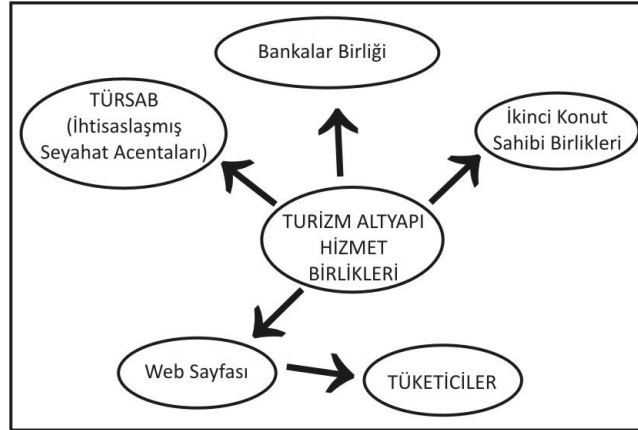 Bankalar Birliği
TÜRSAB
(İhtisaslaşmış
Seyahat Acentaları)
İkinci Konut
Sahibi Birlikleri
TURİZM ALTYAPI
HİZMET
BİRLİKLERİ
Web Sayfası
TÜKETİCİLER